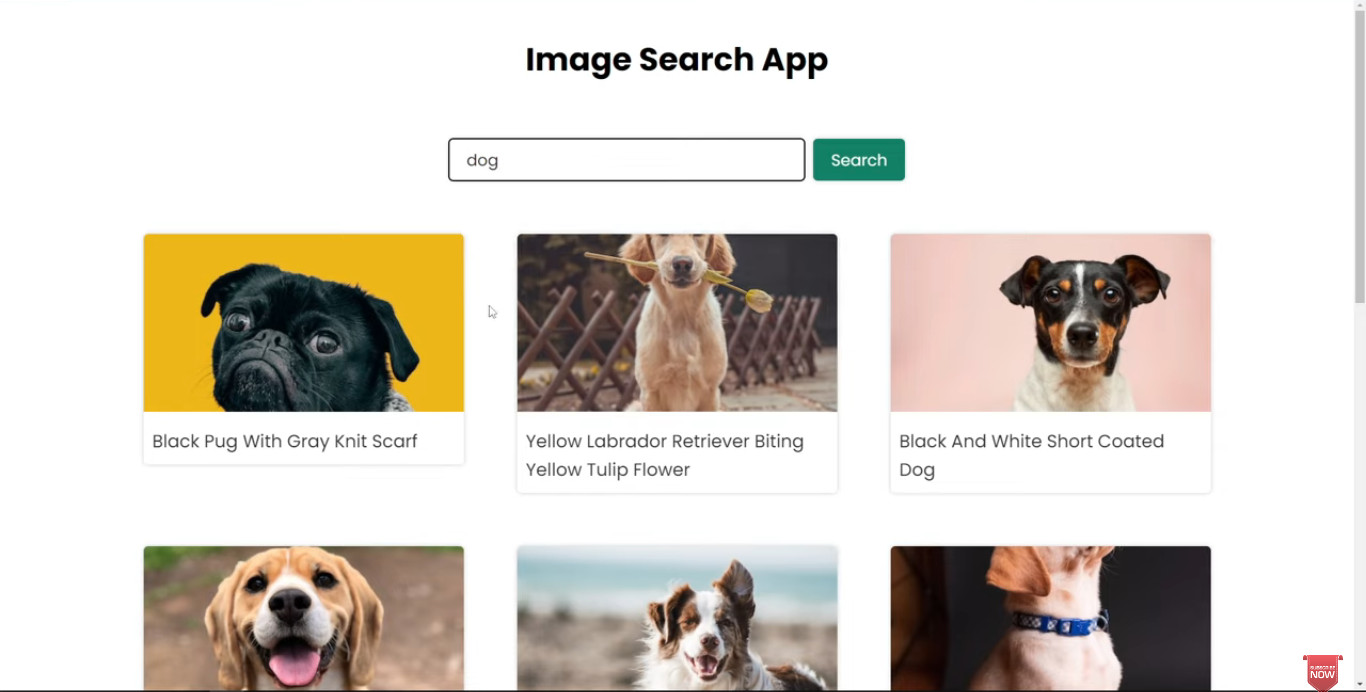 Image Search App
dog
Search
Black Pug With Gray Knit Scarf
Yellow Labrador Retriever Biting
Yellow Tulip Flower
Black And White Short Coated
Dog
NOW